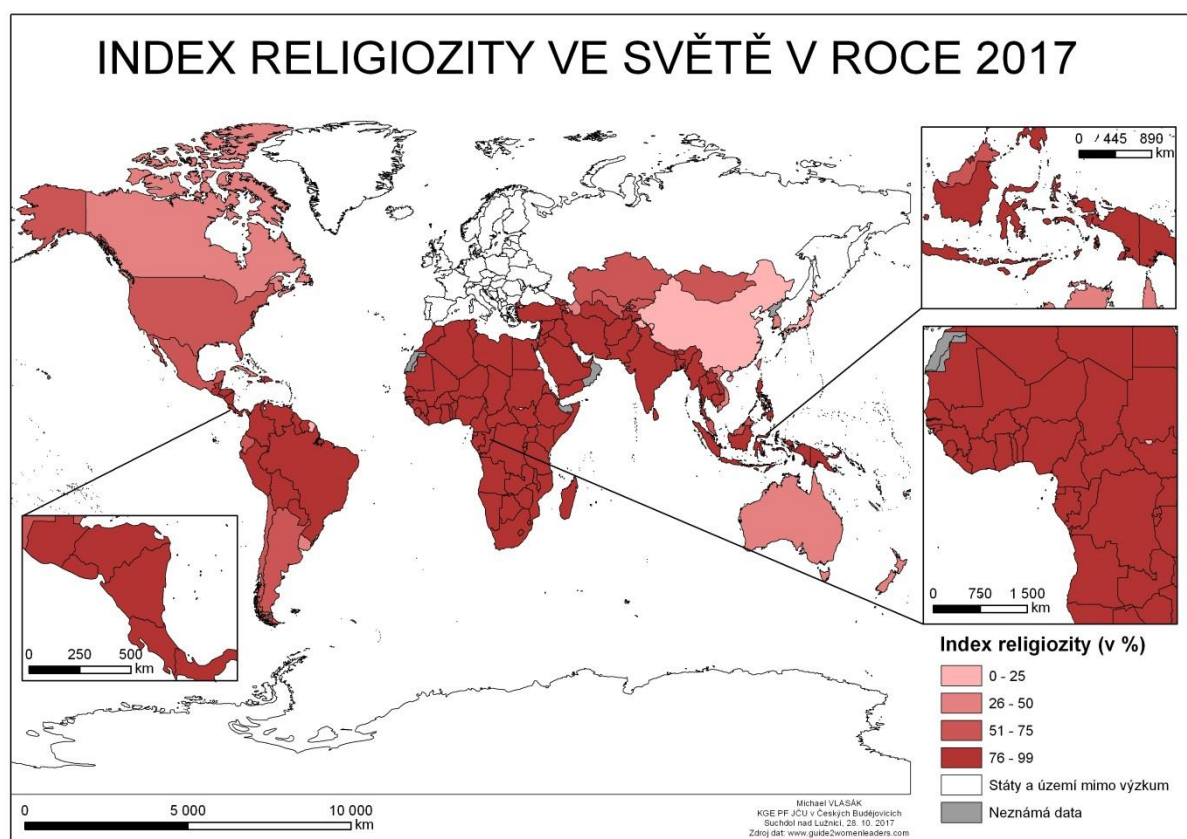 INDEX RELIGIOZITY VE SVĚTĚ V ROCE 2017
0 445 890
km
0 250 500
km
0 750 1 500
km
Index religiozity (v %)
0 - 25
26 - 50
51 - 75
76 - 99
Státy a území mimo výzkum
Neznámá data
0 5 000 10 000
km
Michael VLASÁK
KGE PF JČU v Českých Budějovicích
Suchdol nad Lužnicí, 28. 10. 2017
Zdroj dat: www.guide2womenleaders.com